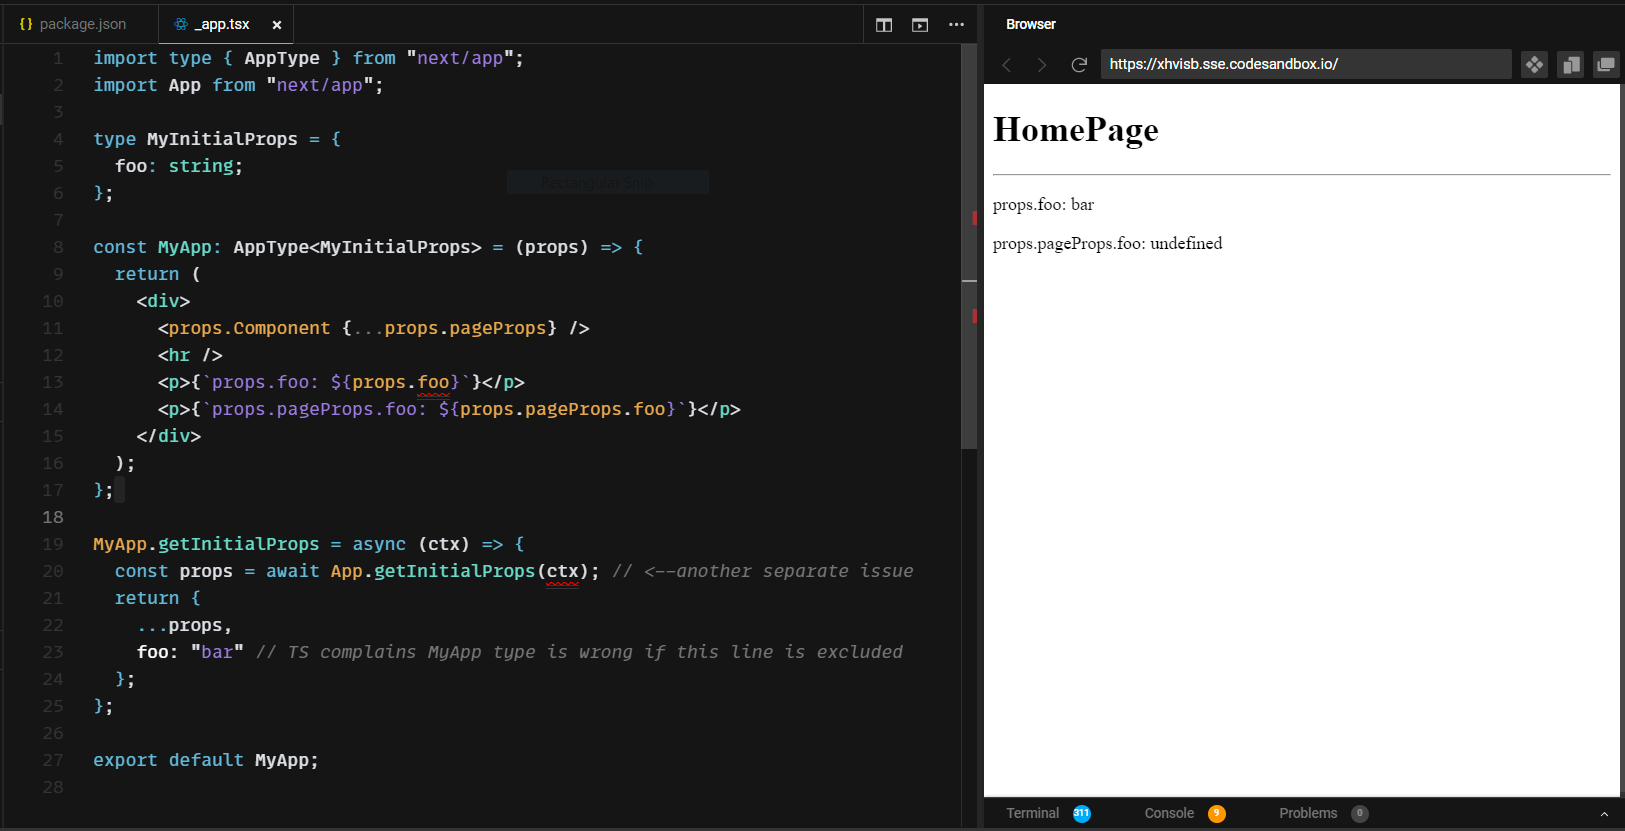 {} package.json
_app.tsx ×
1 import type { AppType } from "next/app";
2 import App from "next/app";
3
4 type MyInitialProps = {
5   foo: string;
6 };
7
8 const MyApp: AppType<MyInitialProps> = (props) => {
9   return (
10     <div>
11       <props.Component {...props.pageProps} />
12       <hr />
13       <p>{`props.foo: ${props.foo}`}</p>
14       <p>{`props.pageProps.foo: ${props.pageProps.foo}`}</p>
15     </div>
16   );
17 };
18
19 MyApp.getInitialProps = async (ctx) => {
20   const props = await App.getInitialProps(ctx); // <--another separate issue
21   return {
22     ...props,
23     foo: "bar" // TS complains MyApp type is wrong if this line is excluded
24   };
25 };
26
27 export default MyApp;
28
Rectangular Snip
Browser
https://xhvisb.sse.codesandbox.io/
HomePage
props.foo: bar
props.pageProps.foo: undefined
Terminal 311 Console 9 Problems 0